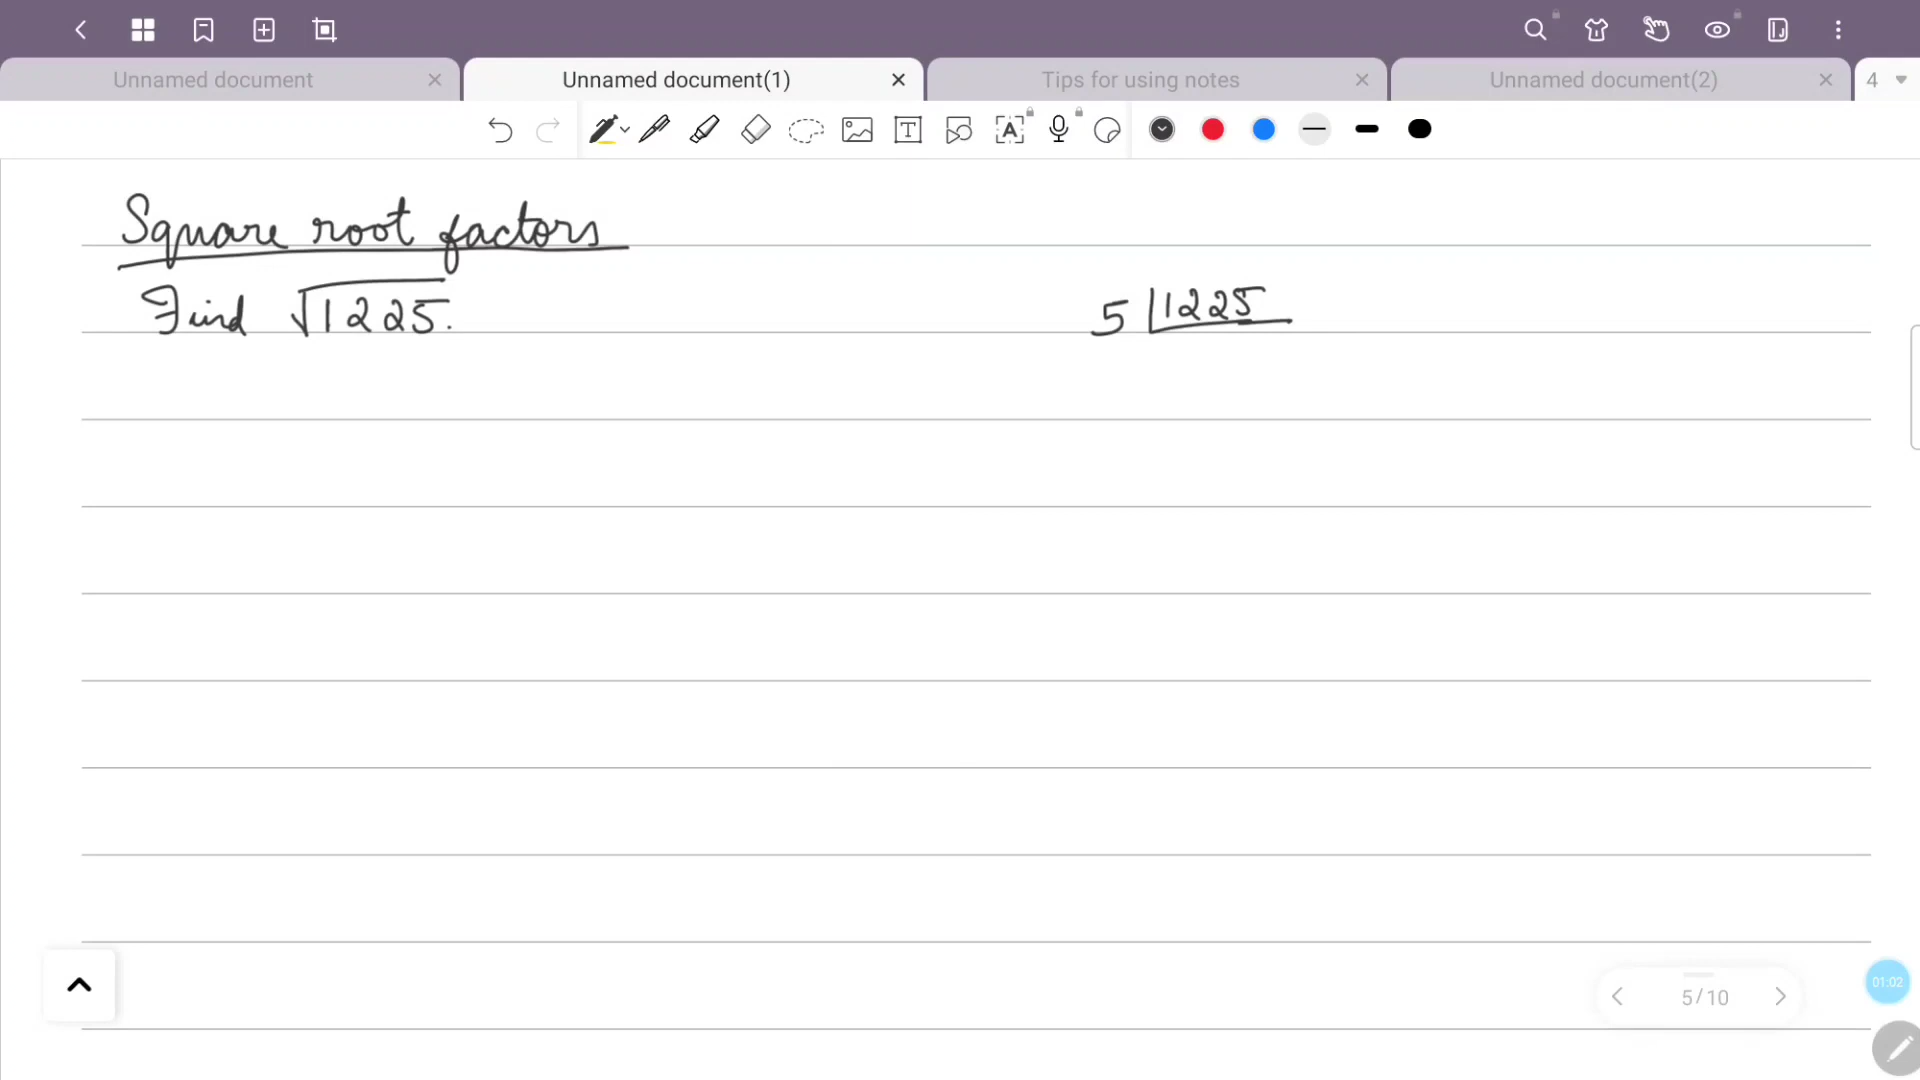 Unnamed document
Unnamed document(1)
Tips for using notes
Unnamed document(2)
4
Square root factors
Find √1225.
5 1225
5/10
01:02